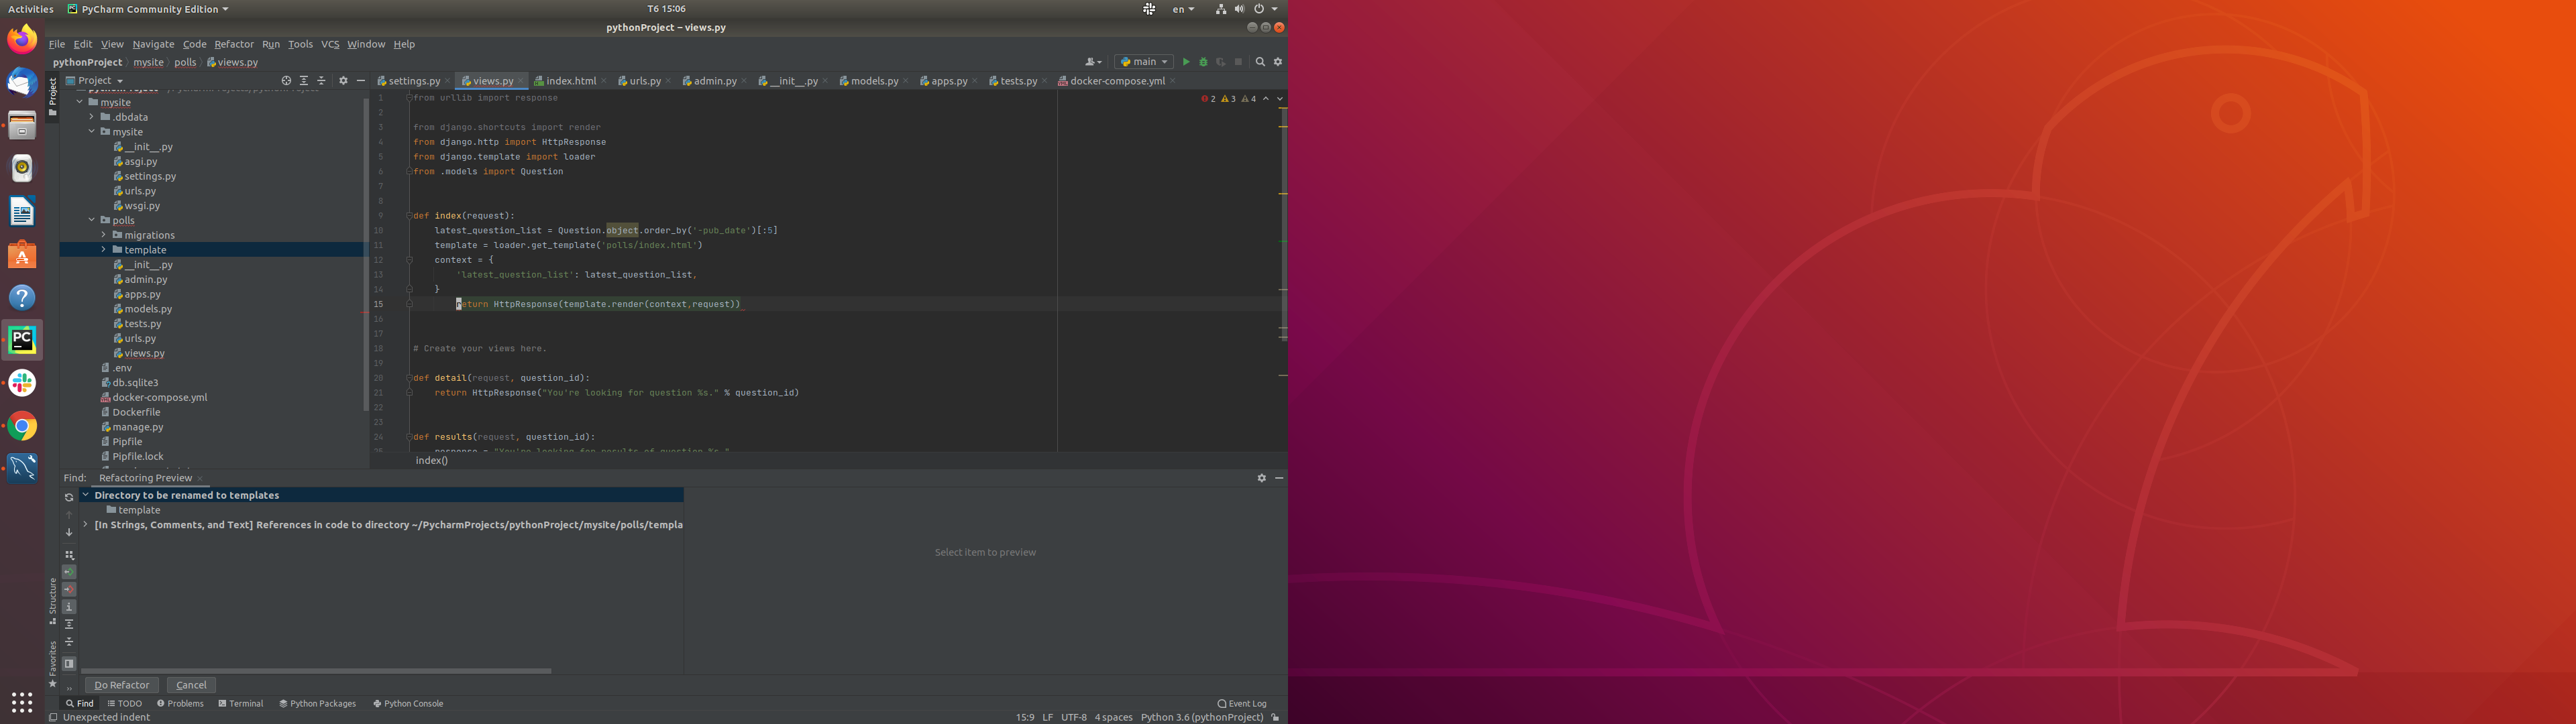 Activities
PyCharm Community Edition
T6 15:06
en
pythonProject – views.py
File Edit View Navigate Code Refactor Run Tools VCS Window Help
pythonProject mysite polls views.py
main
Project
Project
settings.py
views.py
index.html
urls.py
admin.py
__init__.py
models.py
apps.py
tests.py
docker-compose.yml
mysite
.dbdata
mysite
__init__.py
asgi.py
settings.py
urls.py
wsgi.py
polls
migrations
template
__init__.py
admin.py
apps.py
models.py
tests.py
urls.py
views.py
.env
db.sqlite3
docker-compose.yml
Dockerfile
manage.py
Pipfile
Pipfile.lock
2 3 4
1 from urllib import response
2
3 from django.shortcuts import render
4 from django.http import HttpResponse
5 from django.template import loader
6 from .models import Question
7
8
9 def index(request):
10 latest_question_list = Question.object.order_by('-pub_date')[:5]
11 template = loader.get_template('polls/index.html')
12 context = {
13 'latest_question_list': latest_question_list,
14 }
15 return HttpResponse(template.render(context,request))
16
17
18 # Create your views here.
19
20 def detail(request, question_id):
21 return HttpResponse("You're looking for question %s." % question_id)
22
23
24 def results(request, question_id):
25 response = "You're looking for results of question %s."
index()
Find:
Refactoring Preview
Directory to be renamed to templates
template
[In Strings, Comments, and Text] References in code to directory ~/PycharmProjects/pythonProject/mysite/polls/templa
Select item to preview
Structure
Favorites
Do Refactor
Cancel
Find
TODO
Problems
Terminal
Python Packages
Python Console
Event Log
Unexpected indent
15:9 LF UTF-8 4 spaces Python 3.6 (pythonProject)
PC